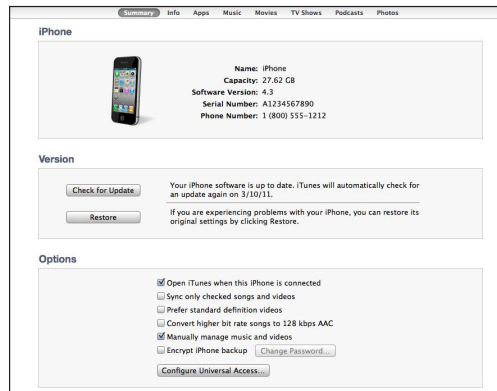 Summary Info Apps Music Movies TV Shows Podcasts Photos
iPhone
Name: iPhone
Capacity: 27.62 GB
Software Version: 4.3
Serial Number: A1234567890
Phone Number: 1 (800) 555-1212
Version
Check for Update
Your iPhone software is up to date. iTunes will automatically check for
an update again on 3/10/11.
Restore
If you are experiencing problems with your iPhone, you can restore its
original settings by clicking Restore.
Options
Open iTunes when this iPhone is connected
Sync only checked songs and videos
Prefer standard definition videos
Convert higher bit rate songs to 128 kbps AAC
Manually manage music and videos
Encrypt iPhone backup Change Password...
Configure Universal Access...